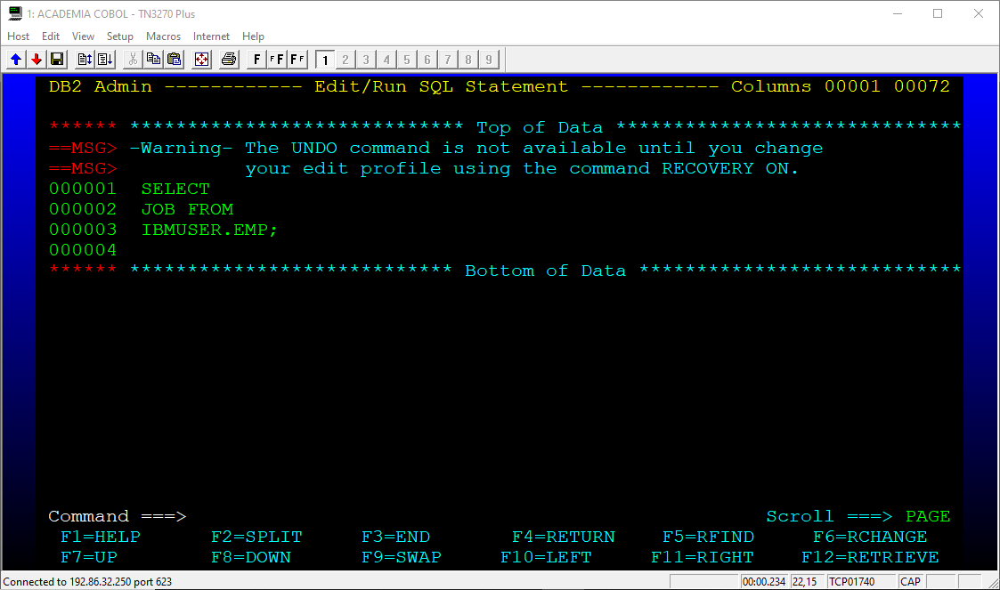 1: ACADEMIA COBOL - TN3270 Plus
Host Edit View Setup Macros Internet Help
F FF FF 1 2 3 4 5 6 7 8 9
DB2 Admin ------------ Edit/Run SQL Statement ------------ Columns 00001 00072
****** ***************************** Top of Data ******************************
==MSG> -Warning- The UNDO command is not available until you change
==MSG> your edit profile using the command RECOVERY ON.
000001 SELECT
000002 JOB FROM
000003 IBMUSER.EMP;
000004
****** **************************** Bottom of Data ****************************
Command ===> Scroll ===> PAGE
F1=HELP F2=SPLIT F3=END F4=RETURN F5=RFIND F6=RCHANGE
F7=UP F8=DOWN F9=SWAP F10=LEFT F11=RIGHT F12=RETRIEVE
Connected to 192.86.32.250 port 623 00:00.234 22,15 TCP01740 CAP